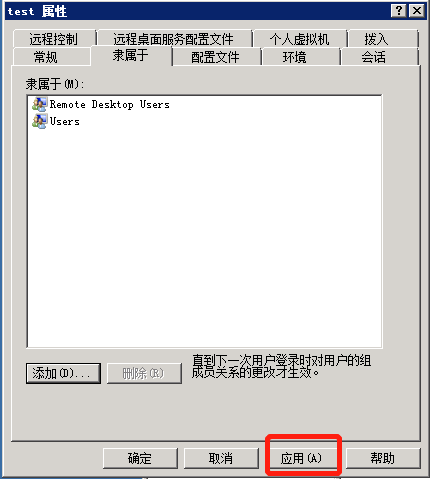 test 属性
远程控制 远程桌面服务配置文件 个人虚拟机 拨入
常规 隶属于 配置文件 环境 会话
隶属于(M):
Remote Desktop Users
Users
添加(D)... 删除(R) 直到下一次用户登录时对用户的组
成员关系的更改才生效。
确定 取消 应用(A) 帮助